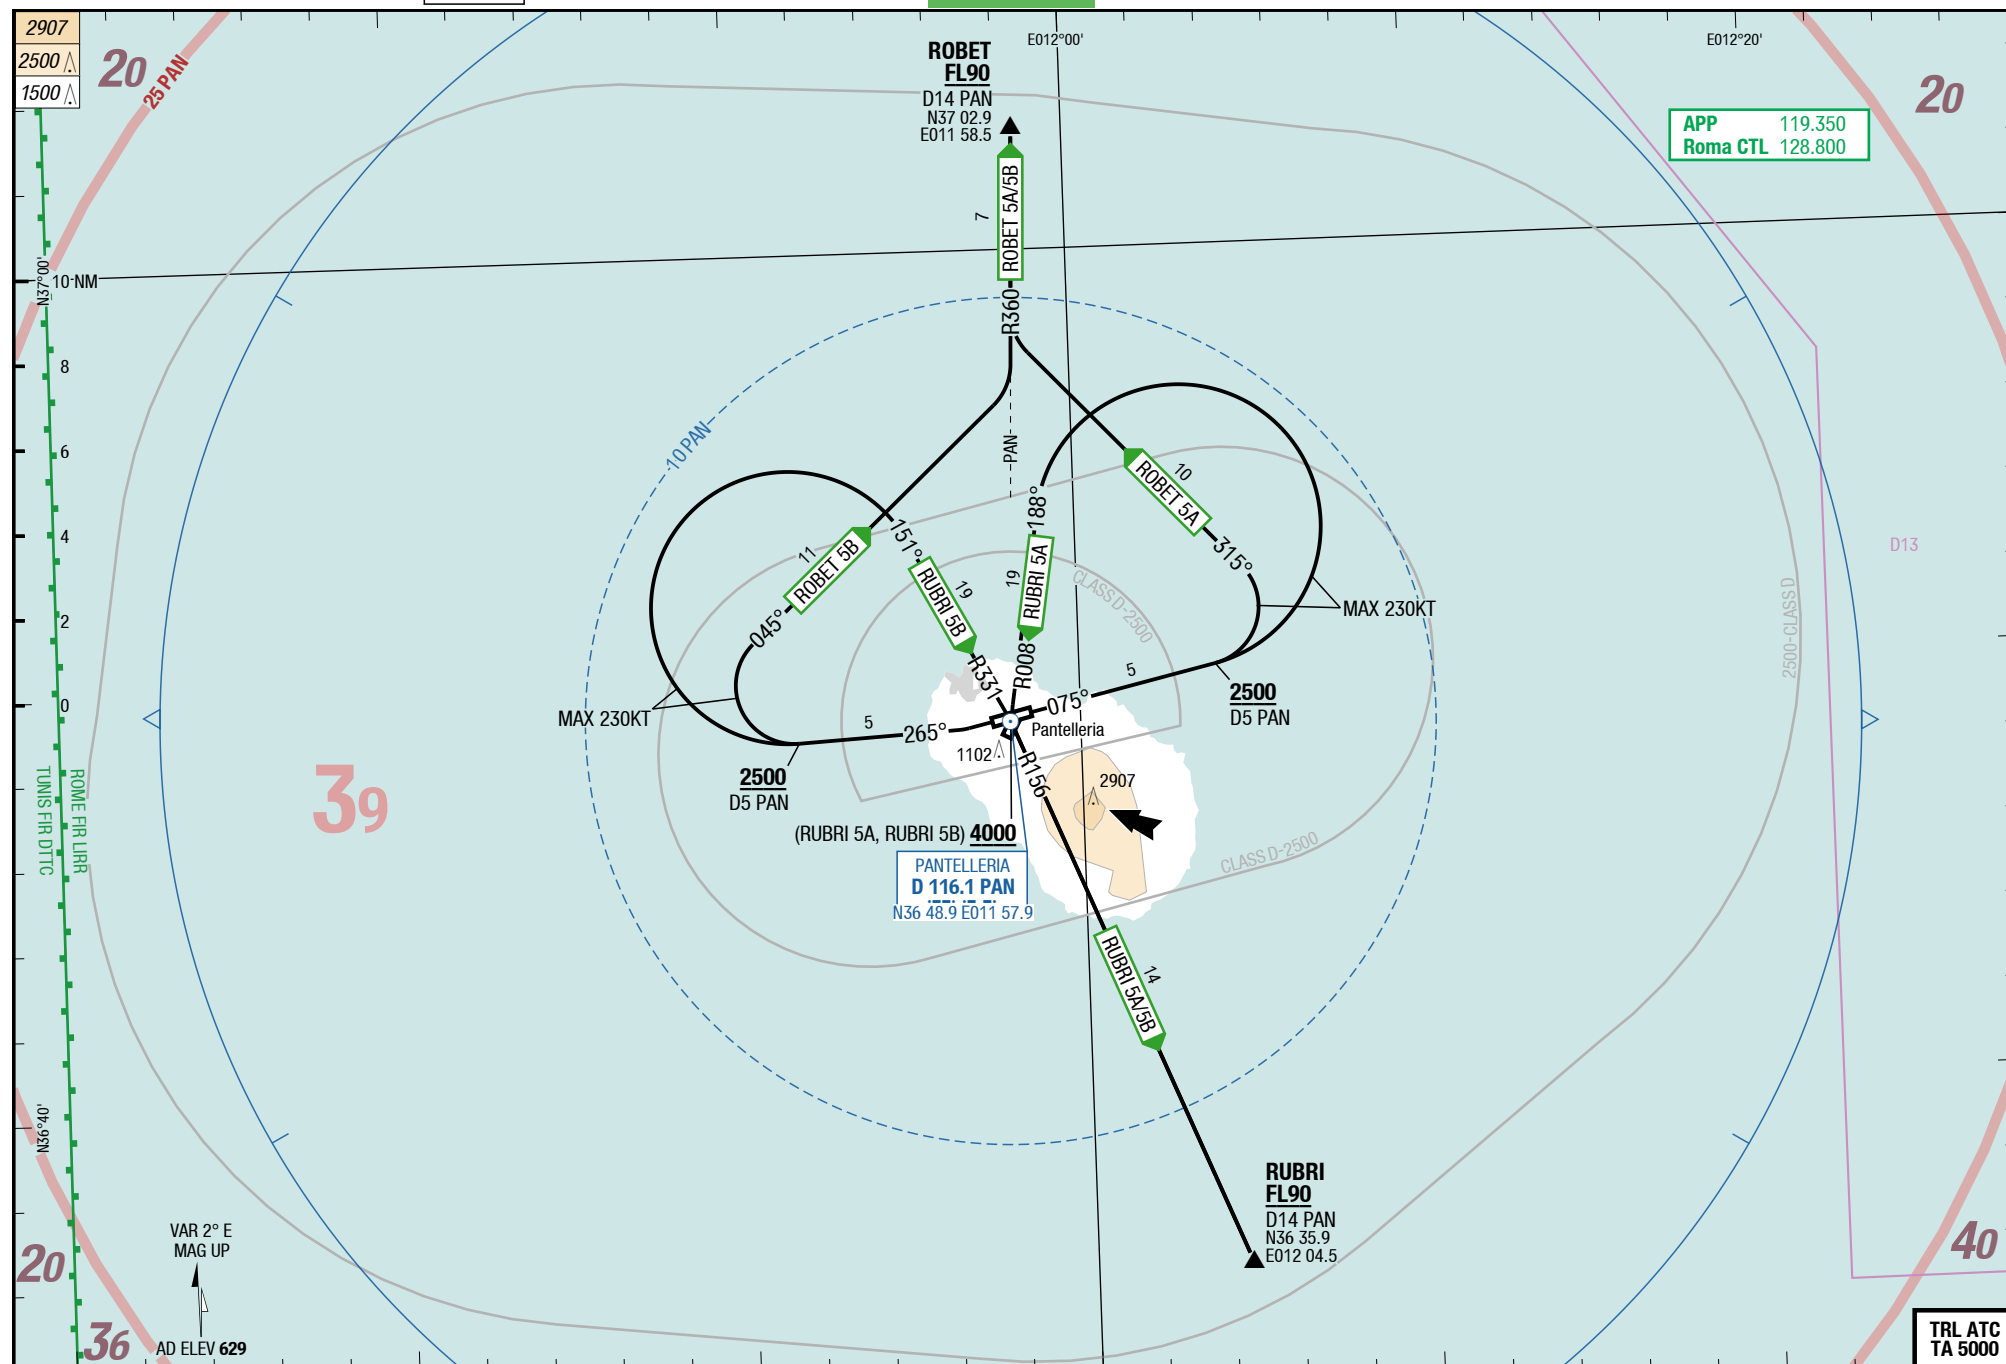 2907
2500
1500
20
25 PAN
ROBET
FL90
D14 PAN
N37 02.9
E011 58.5
E012°00'
E012°20'
20
APP 119.350
Roma CTL 128.800
ROBET 5A/5B
7
N37°00'
10 NM
8
6
4
2
0
R360
10 PAN
PAN
188°
151°
10
ROBET 5A
315°
11
ROBET 5B
045°
19
RUBRI 5B
R331
19
RUBRI 5A
R008
CLASS D-2500
D13
2500-CLASS D
MAX 230KT
MAX 230KT
5
075°
2500
D5 PAN
5
265°
Pantelleria
2500
D5 PAN
1102
R156
2907
(RUBRI 5A, RUBRI 5B) 4000
PANTELLERIA
D 116.1 PAN
N36 48.9 E011 57.9
CLASS D-2500
39
TUNIS FIR DTTC
ROME FIR LIRR
14
RUBRI 5A/5B
N36°40'
RUBRI
FL90
D14 PAN
N36 35.9
E012 04.5
VAR 2° E
MAG UP
20
36
AD ELEV 629
40
TRL ATC
TA 5000